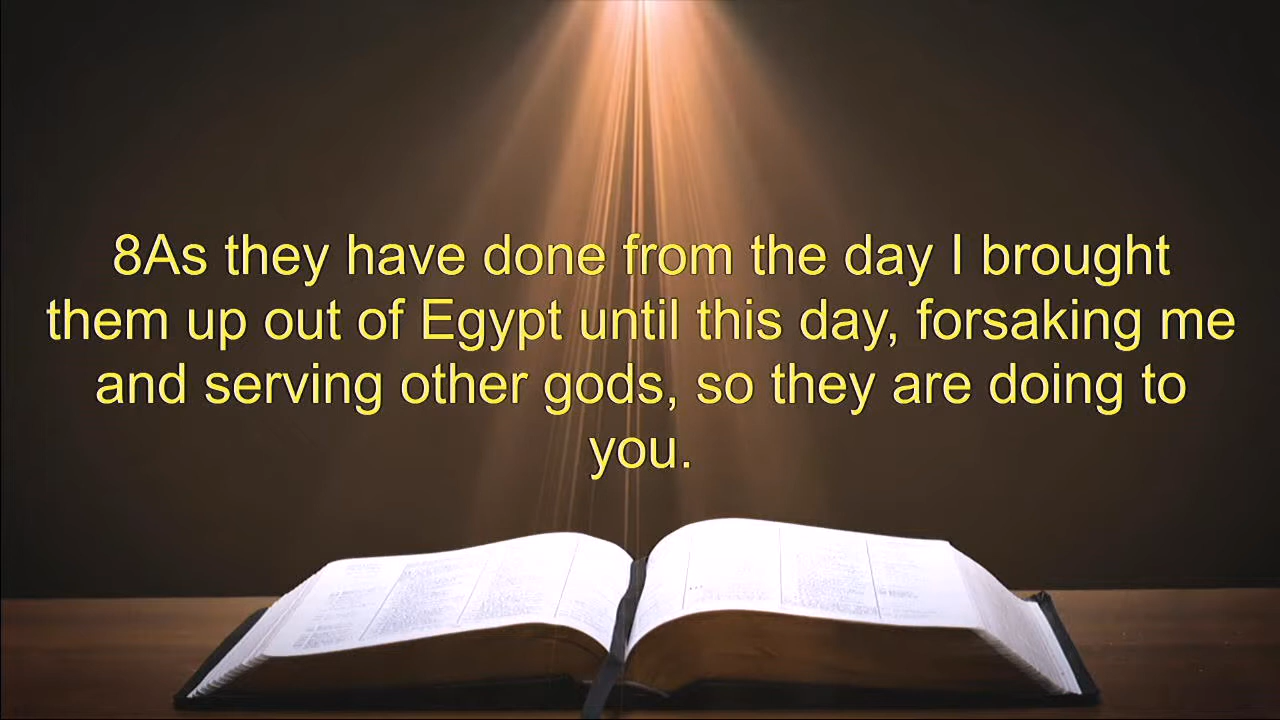 8As they have done from the day I brought
them up out of Egypt until this day, forsaking me
and serving other gods, so they are doing to
you.